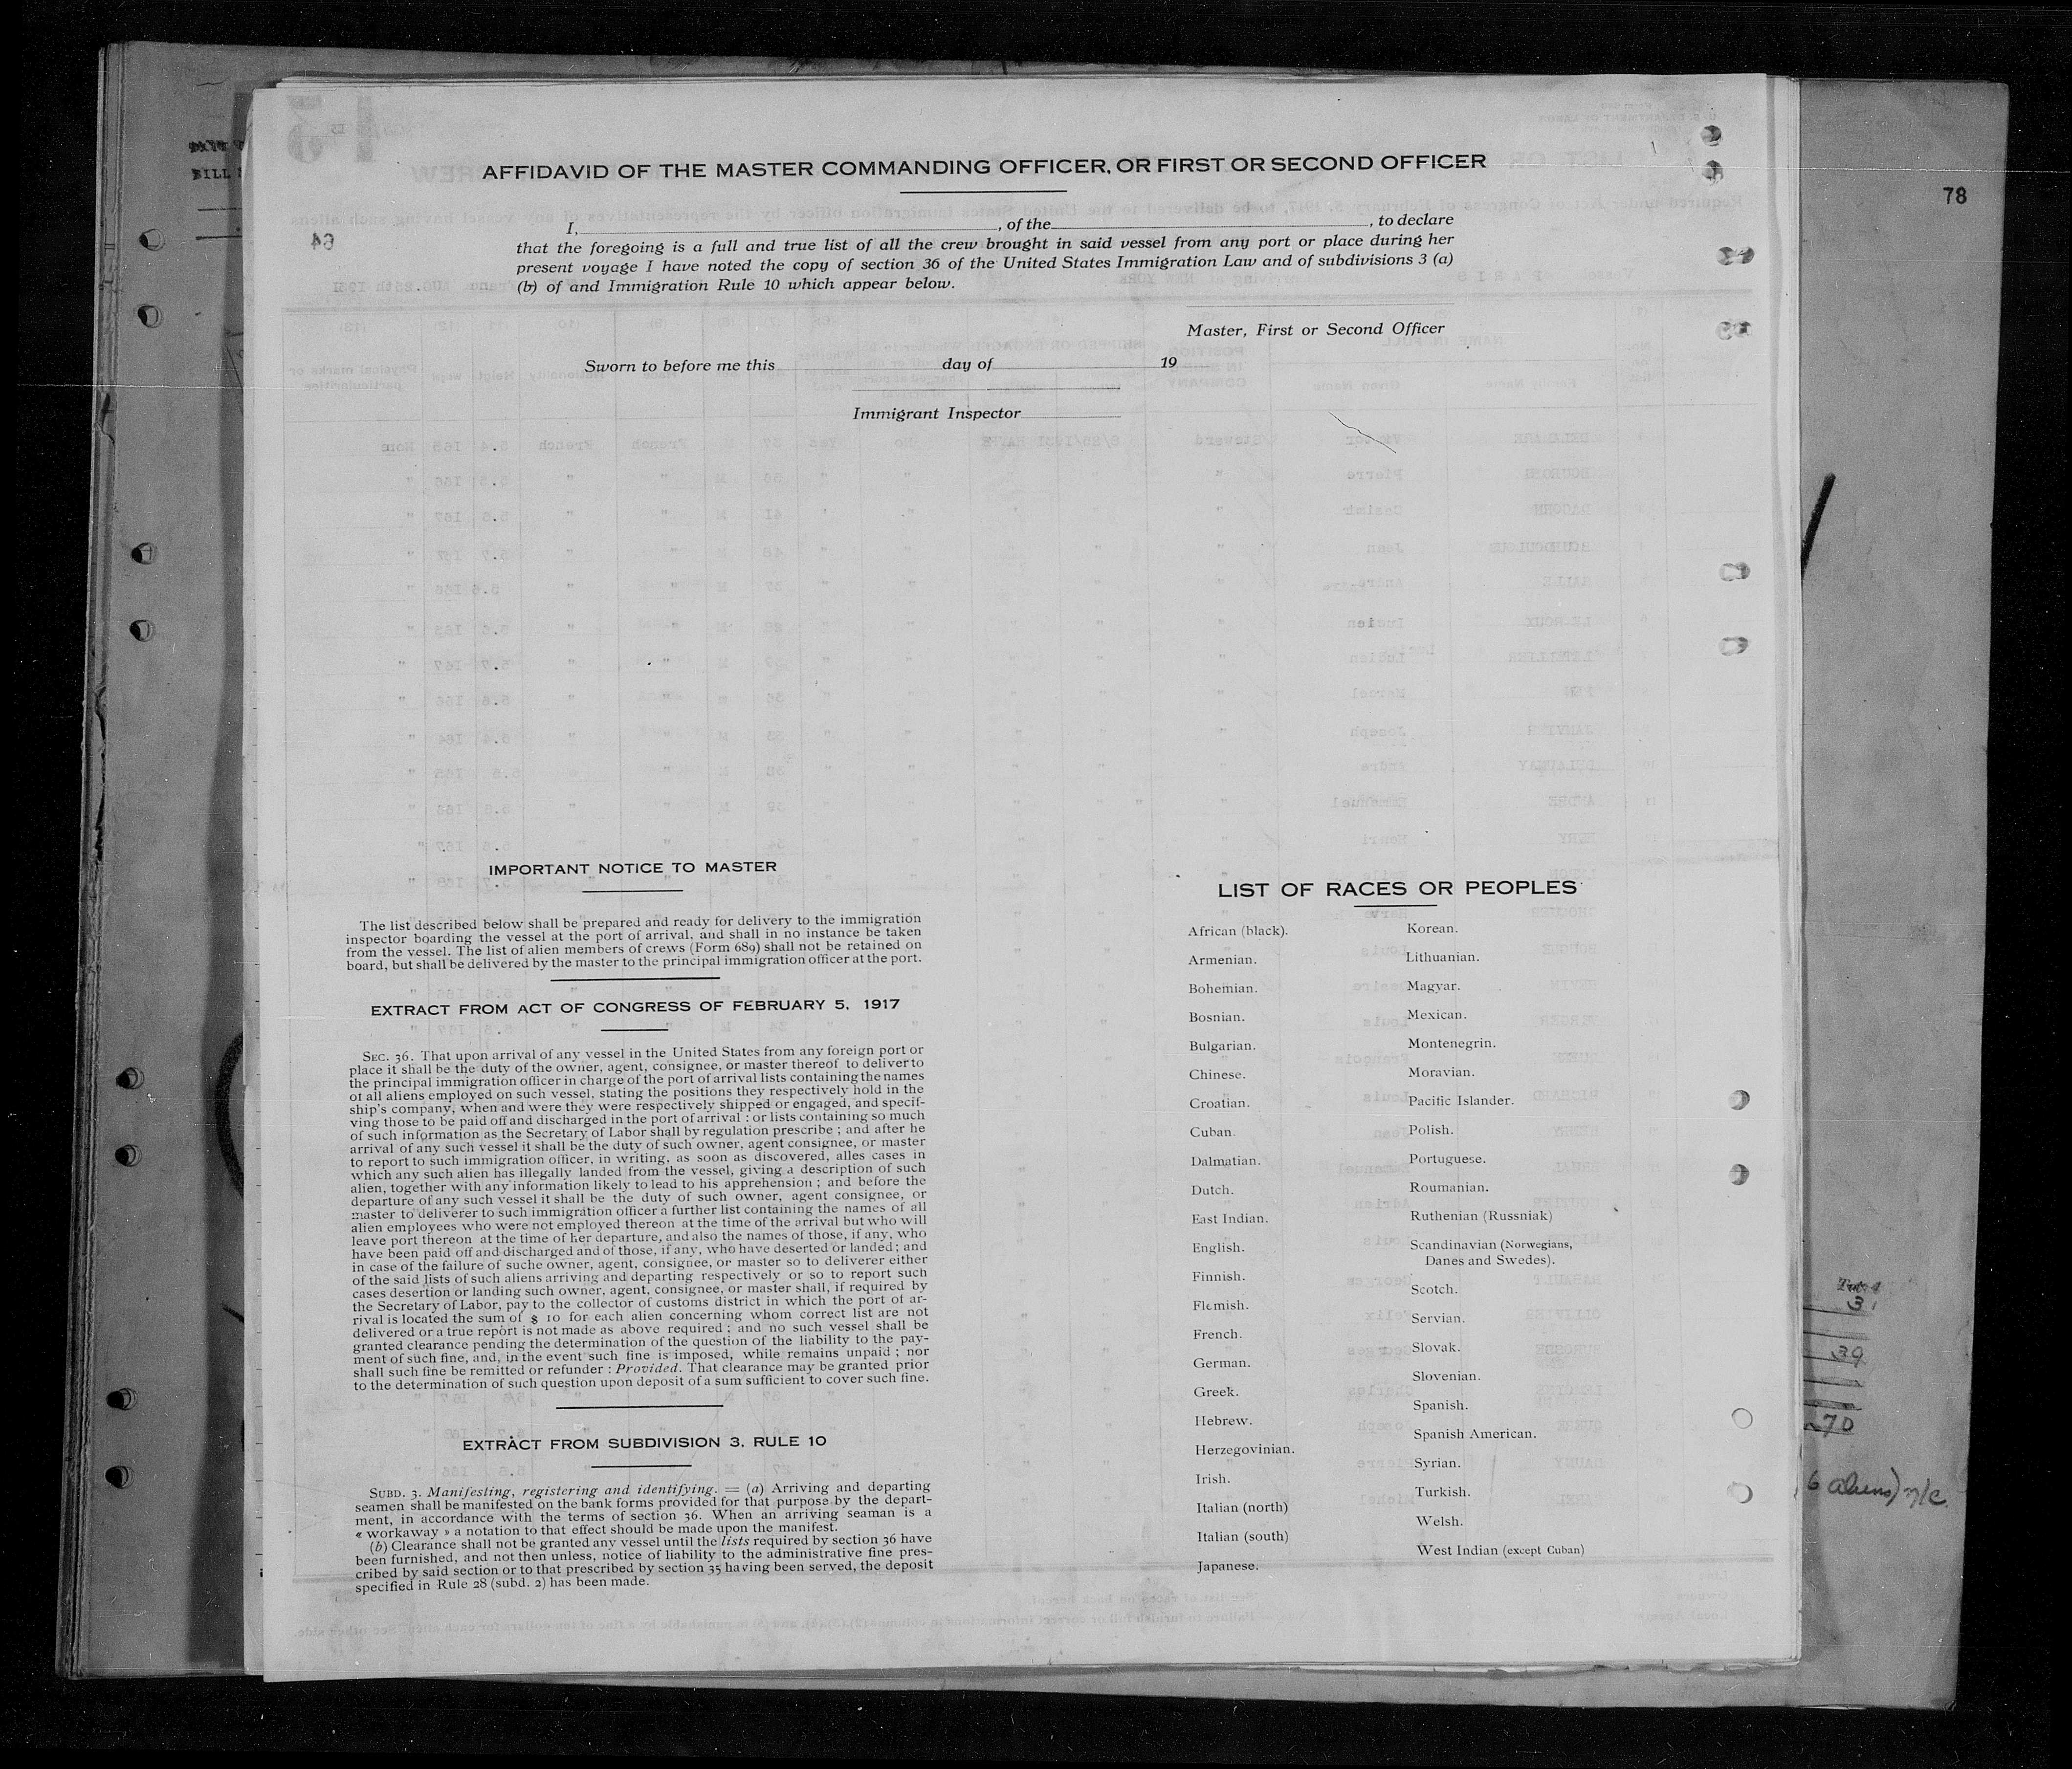 78
BILL
AFFIDAVID OF THE MASTER COMMANDING OFFICER, OR FIRST OR SECOND OFFICER
I, , of the , to declare
that the foregoing is a full and true list of all the crew brought in said vessel from any port or place during her
present voyage I have noted the copy of section 36 of the United States Immigration Law and of subdivisions 3 (a)
(b) of and Immigration Rule 10 which appear below.
Master, First or Second Officer
Sworn to before me this day of 19
Immigrant Inspector
IMPORTANT NOTICE TO MASTER
The list described below shall be prepared and ready for delivery to the immigration
inspector boarding the vessel at the port of arrival, and shall in no instance be taken
from the vessel. The list of alien members of crews (Form 689) shall not be retained on
board, but shall be delivered by the master to the principal immigration officer at the port.
EXTRACT FROM ACT OF CONGRESS OF FEBRUARY 5, 1917
SEC. 36. That upon arrival of any vessel in the United States from any foreign port or
place it shall be the duty of the owner, agent, consignee, or master thereof to deliver to
the principal immigration officer in charge of the port of arrival lists containing the names
of all aliens employed on such vessel, stating the positions they respectively hold in the
ship's company, when and were they were respectively shipped or engaged, and specif-
ving those to be paid off and discharged in the port of arrival : or lists containing so much
of such information as the Secretary of Labor shall by regulation prescribe ; and after he
arrival of any such vessel it shall be the duty of such owner, agent consignee, or master
to report to such immigration officer, in writing, as soon as discovered, alles cases in
which any such alien has illegally landed from the vessel, giving a description of such
alien, together with any information likely to lead to his apprehension ; and before the
departure of any such vessel it shall be the duty of such owner, agent consignee, or
master to deliverer to such immigration officer a further list containing the names of all
alien employees who were not employed thereon at the time of the arrival but who will
leave port thereon at the time of her departure, and also the names of those, if any, who
have been paid off and discharged and of those, if any, who have deserted or landed; and
in case of the failure of suche owner, agent, consignee, or master so to deliverer either
of the said lists of such aliens arriving and departing respectively or so to report such
cases desertion or landing such owner, agent, consignee, or master shall, if required by
the Secretary of Labor, pay to the collector of customs district in which the port of ar-
rival is located the sum of $ 10 for each alien concerning whom correct list are not
delivered or a true report is not made as above required ; and no such vessel shall be
granted clearance pending the determination of the question of the liability to the pay-
ment of such fine, and, in the event such fine is imposed, while remains unpaid ; nor
shall such fine be remitted or refunder : Provided. That clearance may be granted prior
to the determination of such question upon deposit of a sum sufficient to cover such fine.
EXTRACT FROM SUBDIVISION 3, RULE 10
SUBD. 3. Manifesting, registering and identifying. = (a) Arriving and departing
seamen shall be manifested on the bank forms provided for that purpose by the depart-
ment, in accordance with the terms of section 36. When an arriving seaman is a
« workaway » a notation to that effect should be made upon the manifest.
(b) Clearance shall not be granted any vessel until the lists required by section 36 have
been furnished, and not then unless, notice of liability to the administrative fine pres-
cribed by said section or to that prescribed by section 35 having been served, the deposit
specified in Rule 28 (subd. 2) has been made.
LIST OF RACES OR PEOPLES
African (black).
Armenian.
Bohemian.
Bosnian.
Bulgarian.
Chinese.
Croatian.
Cuban.
Dalmatian.
Dutch.
East Indian.
English.
Finnish.
Flemish.
French.
German.
Greek.
Hebrew.
Herzegovinian.
Irish.
Italian (north)
Italian (south)
Japanese.
Korean.
Lithuanian.
Magyar.
Mexican.
Montenegrin.
Moravian.
Pacific Islander.
Polish.
Portuguese.
Roumanian.
Ruthenian (Russniak)
Scandinavian (Norwegians,
Danes and Swedes).
Scotch.
Servian.
Slovak.
Slovenian.
Spanish.
Spanish American.
Syrian.
Turkish.
Welsh.
West Indian (except Cuban)
39
70
6 aliens) n/c